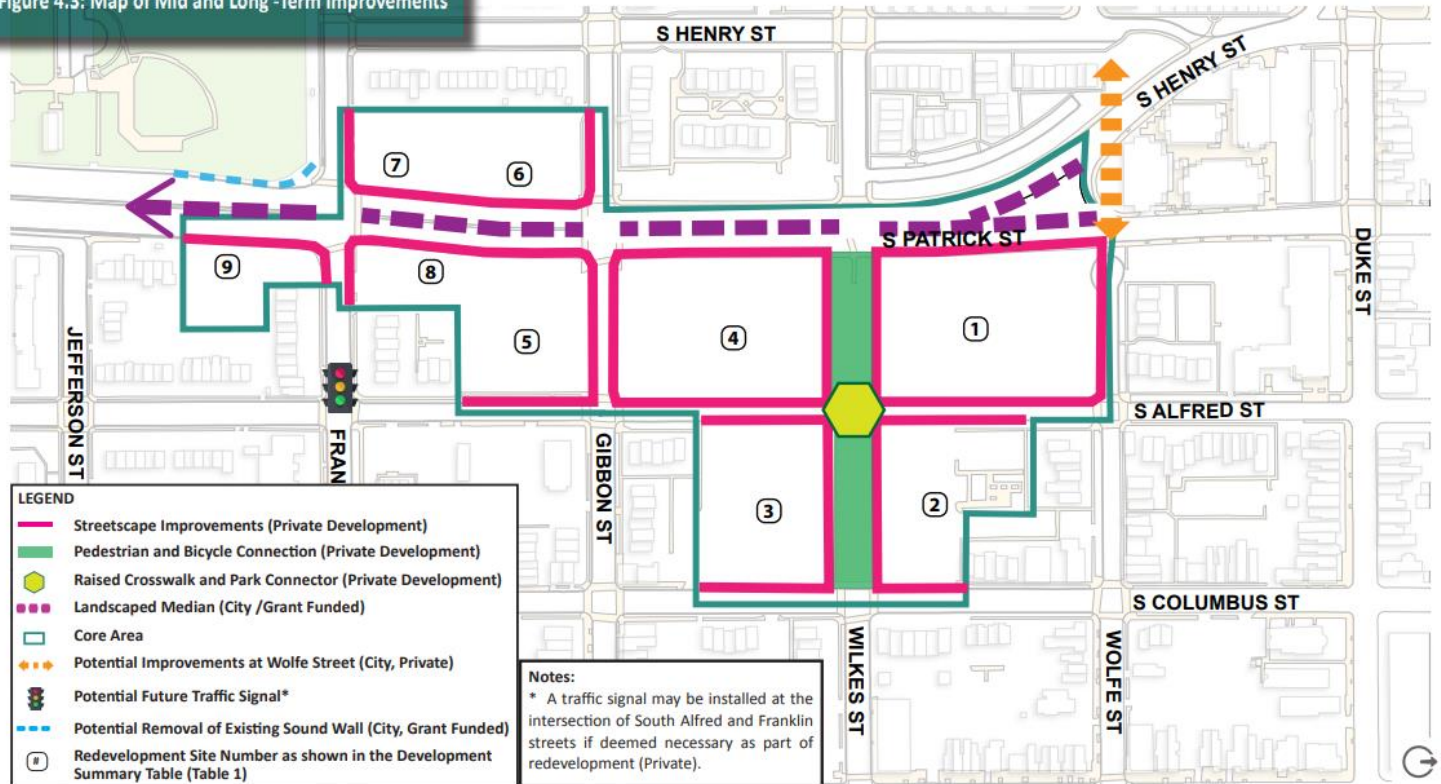 Figure 4.3: Map of Mid and Long -Term Improvements
S HENRY ST
S HENRY ST
7
6
S PATRICK ST
DUKE ST
9
8
5
4
1
JEFFERSON ST
S ALFRED ST
FRAN
GIBBON ST
3
2
S COLUMBUS ST
WILKES ST
WOLFE ST
LEGEND
Streetscape Improvements (Private Development)
Pedestrian and Bicycle Connection (Private Development)
Raised Crosswalk and Park Connector (Private Development)
Landscaped Median (City /Grant Funded)
Core Area
Potential Improvements at Wolfe Street (City, Private)
Potential Future Traffic Signal*
Potential Removal of Existing Sound Wall (City, Grant Funded)
#
Redevelopment Site Number as shown in the Development
Summary Table (Table 1)
Notes:
* A traffic signal may be installed at the
intersection of South Alfred and Franklin
streets if deemed necessary as part of
redevelopment (Private).